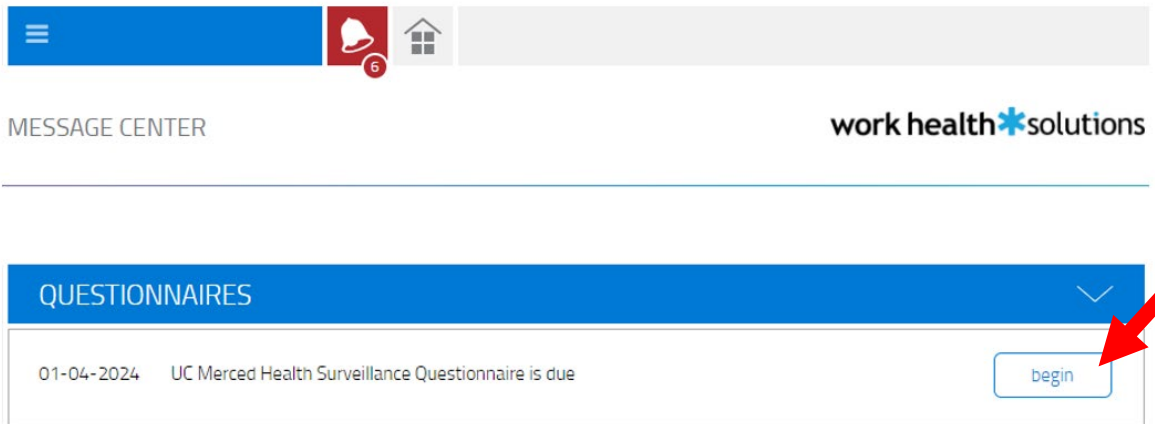 6
MESSAGE CENTER
work health*solutions
QUESTIONNAIRES
01-04-2024 UC Merced Health Surveillance Questionnaire is due
begin